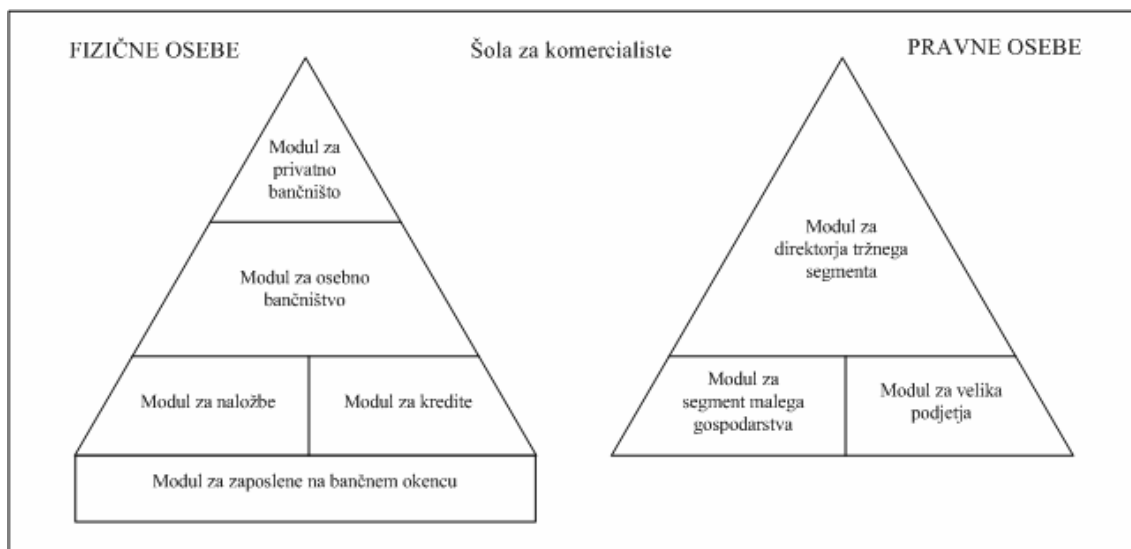 FIZIČNE OSEBE
Šola za komercialiste
PRAVNE OSEBE
Modul za
privatno
bančništo
Modul za osebno
bančništvo
Modul za naložbe
Modul za kredite
Modul za zaposlene na bančnem okencu
Modul za
direktorja tržnega
segmenta
Modul za
segment malega
gospodarstva
Modul za velika
podjetja